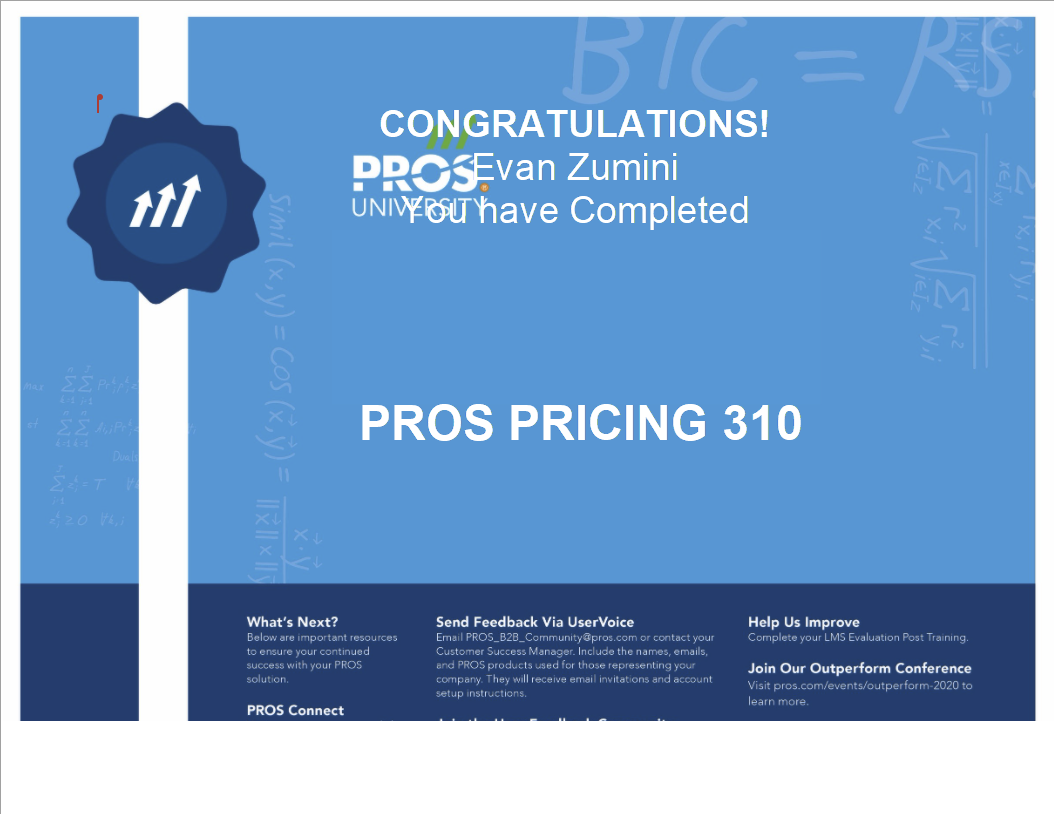 BIC = RS
CONGRATULATIONS!
PROS
Evan Zumini
UNIVERSITY
You have Completed
Simil (x, y) = COS (x, y) =
PROS PRICING 310
What's Next?
Below are important resources
to ensure your continued
success with your PROS
solution.
PROS Connect
Send Feedback Via UserVoice
Email PROS_B2B_Community@pros.com or contact your
Customer Success Manager. Include the names, emails,
and PROS products used for those representing your
company. They will receive email invitations and account
setup instructions.
Help Us Improve
Complete your LMS Evaluation Post Training.
Join Our Outperform Conference
Visit pros.com/events/outperform-2020 to
learn more.